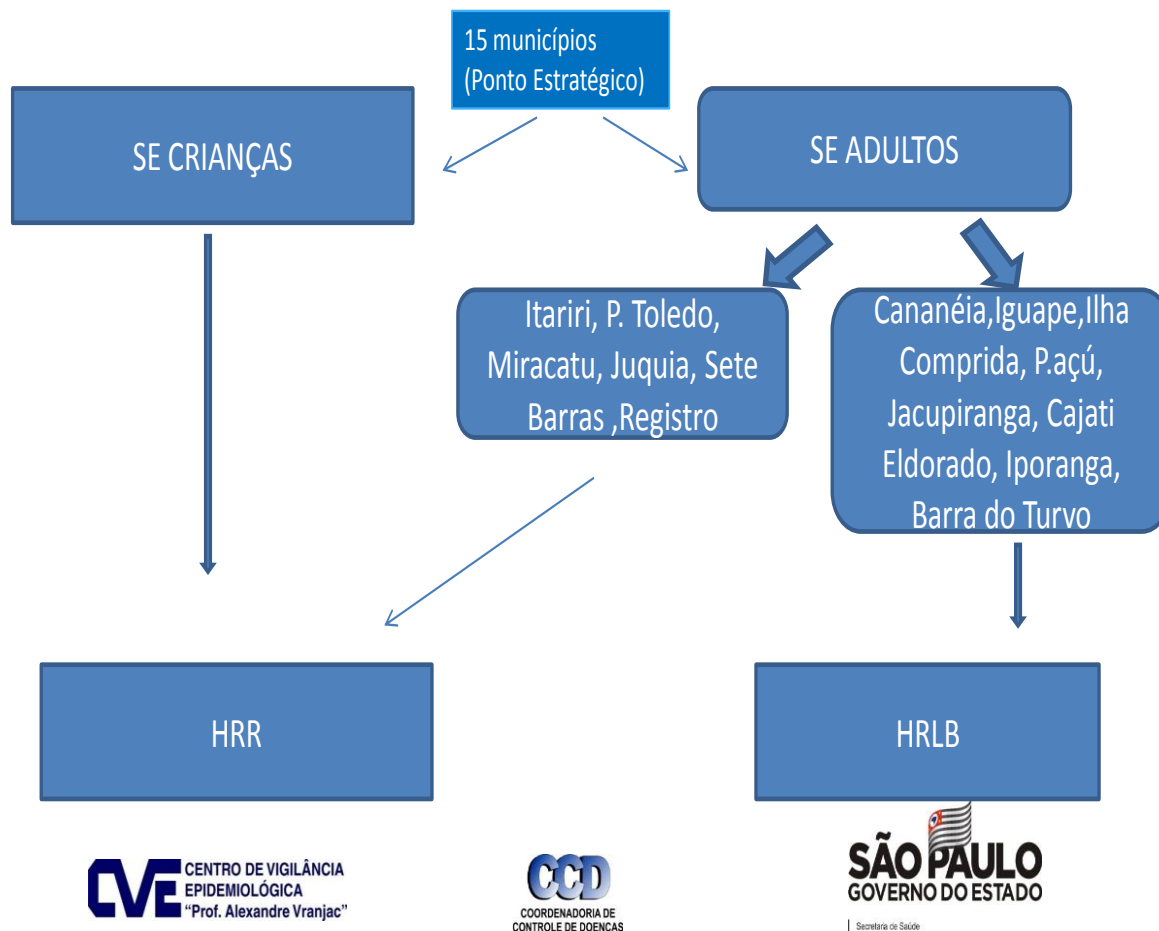 15 municípios
(Ponto Estratégico)
SE CRIANÇAS
SE ADULTOS
Itariri, P. Toledo,
Miracatu, Juquia, Sete
Barras ,Registro
Cananéia,Iguape,Ilha
Comprida, P.açú,
Jacupiranga, Cajati
Eldorado, Iporanga,
Barra do Turvo
HRR
HRLB
CVE
CENTRO DE VIGILÂNCIA
EPIDEMIOLÓGICA
"Prof. Alexandre Vranjac"
CCD
COORDENADORIA DE
CONTROLE DE DOENÇAS
SÃO PAULO
GOVERNO DO ESTADO
Secretaria de Saúde